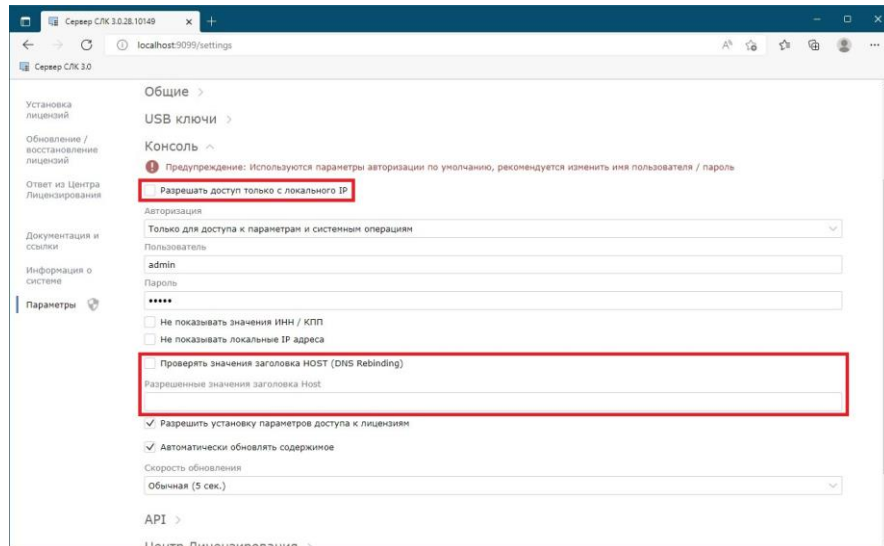 Сервер СЛК 3.0.28.10149
localhost:9099/settings
Сервер СЛК 3.0
Установка
лицензий
Обновление /
восстановление
лицензий
Ответ из Центра
Лицензирования
Документация и
ссылки
Информация о
системе
Параметры
Общие
USB ключи
Консоль
Предупреждение: Используются параметры авторизации по умолчанию, рекомендуется изменить имя пользователя / пароль
Разрешать доступ только с локального IP
Авторизация
Только для доступа к параметрам и системным операциям
Пользователь
admin
Пароль
•••••
Не показывать значения ИНН / КПП
Не показывать локальные IP адреса
Проверять значения заголовка HOST (DNS Rebinding)
Разрешенные значения заголовка Host
Разрешить установку параметров доступа к лицензиям
Автоматически обновлять содержимое
Скорость обновления
Обычная (5 сек.)
API
Центр Лицензирования